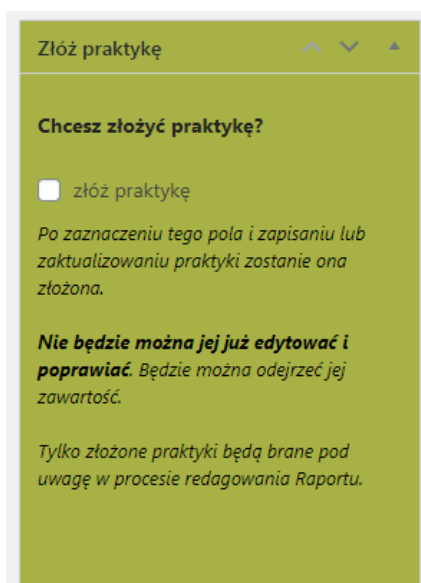 Złóż praktykę
Chcesz złożyć praktykę?
złóż praktykę
Po zaznaczeniu tego pola i zapisaniu lub
zaktualizowaniu praktyki zostanie ona
złożona.
Nie będzie można jej już edytować i
poprawiać. Będzie można odejrzeć jej
zawartość.
Tylko złożone praktyki będą brane pod
uwagę w procesie redagowania Raportu.